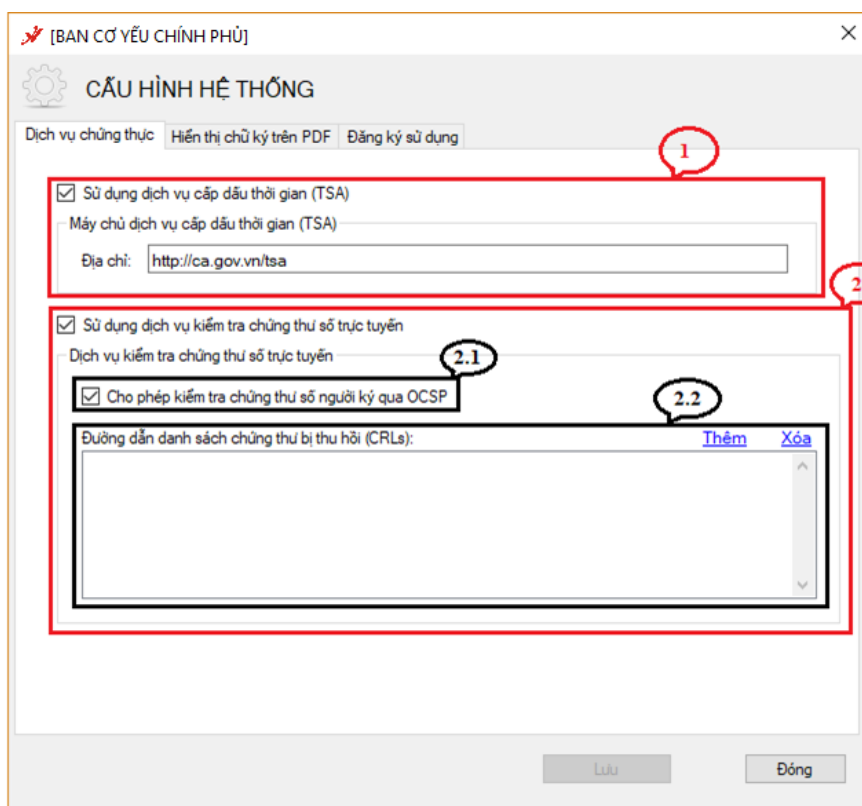 [BAN CƠ YẾU CHÍNH PHỦ]
CẤU HÌNH HỆ THỐNG
Dịch vụ chứng thực Hiển thị chữ ký trên PDF Đăng ký sử dụng
1
Sử dụng dịch vụ cấp dấu thời gian (TSA)
Máy chủ dịch vụ cấp dấu thời gian (TSA)
Địa chỉ: http://ca.gov.vn/tsa
2
Sử dụng dịch vụ kiểm tra chứng thư số trực tuyến
Dịch vụ kiểm tra chứng thư số trực tuyến
2.1
Cho phép kiểm tra chứng thư số người ký qua OCSP
2.2
Đường dẫn danh sách chứng thư bị thu hồi (CRLs): Thêm Xóa
Lưu Đóng